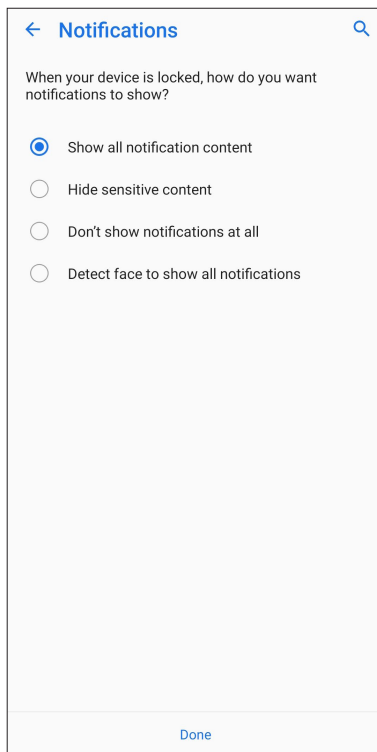 Notifications
When your device is locked, how do you want
notifications to show?
Show all notification content
Hide sensitive content
Don’t show notifications at all
Detect face to show all notifications
Done